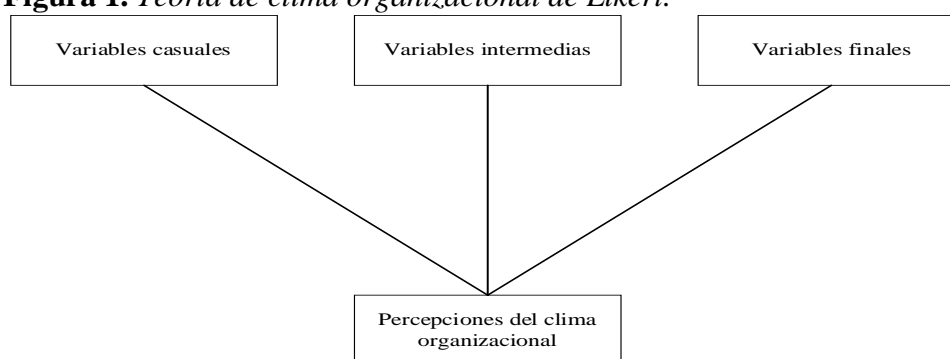 Figura 1. Teoría de clima organizacional de Likert.
Variables casuales
Variables intermedias
Variables finales
Percepciones del clima
organizacional